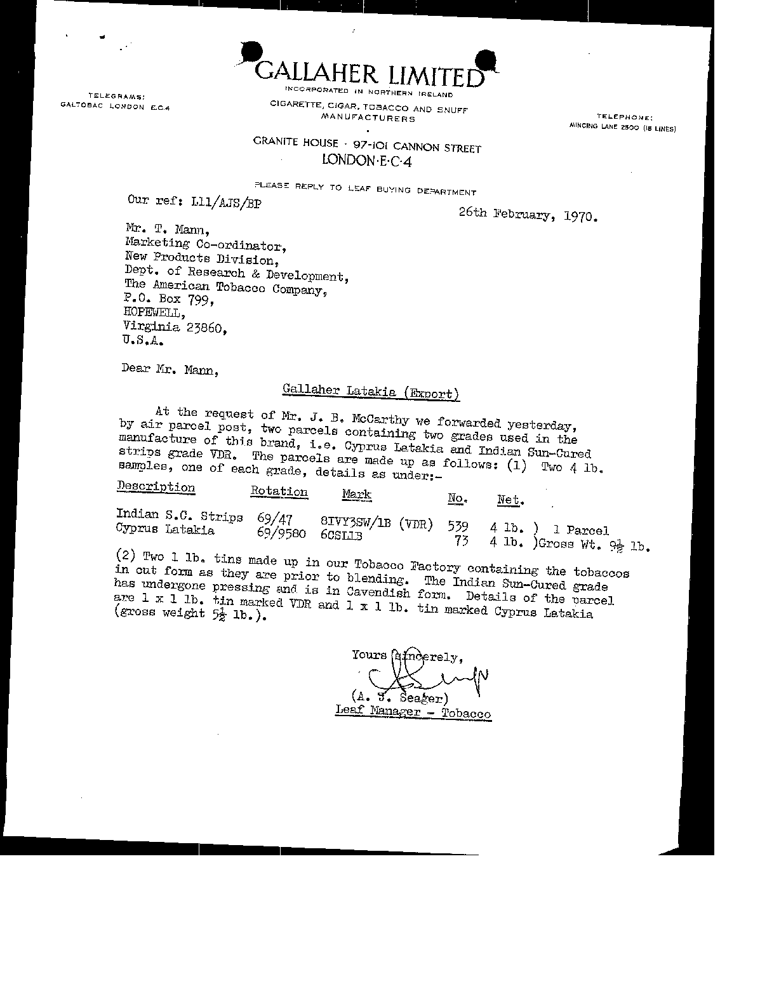 GALLAHER LIMITED
INCORPORATED IN NORTHERN IRELAND
TELEGRAMS:
GALTOBAC LONDON E.C.4
CIGARETTE, CIGAR, TOBACCO AND SNUFF
MANUFACTURERS
TELEPHONE:
MINCING LANE 2500 (18 LINES)
GRANITE HOUSE · 97-101 CANNON STREET
LONDON·E·C·4
PLEASE REPLY TO LEAF BUYING DEPARTMENT
Our ref: L11/AJS/BP
26th February, 1970.
Mr. T. Mann,
Marketing Co-ordinator,
New Products Division,
Dept. of Research & Development,
The American Tobacco Company,
P.O. Box 799,
HOPEWELL,
Virginia 23860,
U.S.A.
Dear Mr. Mann,
Gallaher Latakia (Export)
At the request of Mr. J. B. McCarthy we forwarded yesterday,
by air parcel post, two parcels containing two grades used in the
manufacture of this brand, i.e. Cyprus Latakia and Indian Sun-Cured
strips grade VDR. The parcels are made up as follows: (1) Two 4 lb.
samples, one of each grade, details as under:-
Description Rotation Mark No. Net.
Indian S.C. Strips 69/47 8IVY3SW/1B (VDR) 539 4 lb. ) 1 Parcel
Cyprus Latakia 69/9580 6CSL13 73 4 lb. )Gross Wt. 9½ lb.
(2) Two 1 lb. tins made up in our Tobacco Factory containing the tobaccos
in cut form as they are prior to blending. The Indian Sun-Cured grade
has undergone pressing and is in Cavendish form. Details of the parcel
are 1 x 1 lb. tin marked VDR and 1 x 1 lb. tin marked Cyprus Latakia
(gross weight 5½ lb.).
Yours sincerely,
(A. J. Seager)
Leaf Manager - Tobacco